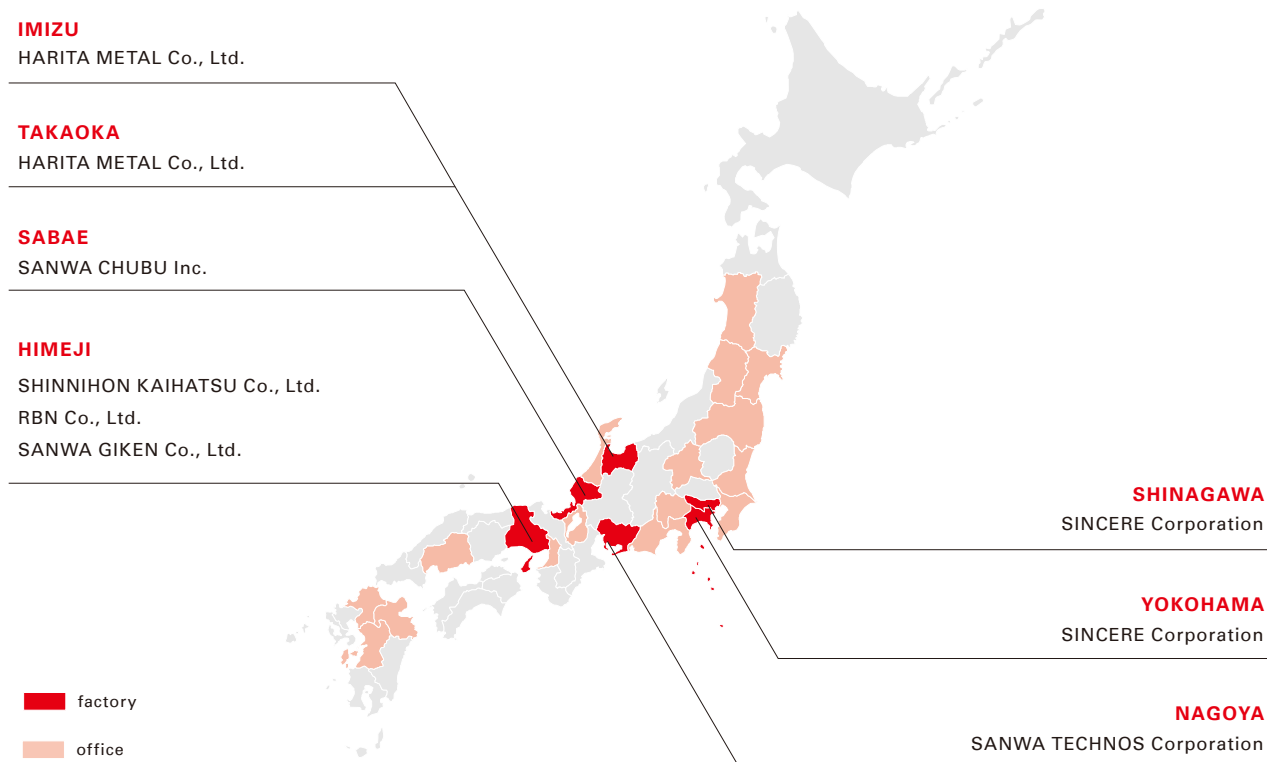 IMIZU
HARITA METAL Co., Ltd.
TAKAOKA
HARITA METAL Co., Ltd.
SABAE
SANWA CHUBU Inc.
HIMEJI
SHINNIHON KAIHATSU Co., Ltd.
RBN Co., Ltd.
SANWA GIKEN Co., Ltd.
SHINAGAWA
SINCERE Corporation
YOKOHAMA
SINCERE Corporation
NAGOYA
SANWA TECHNOS Corporation
factory
office